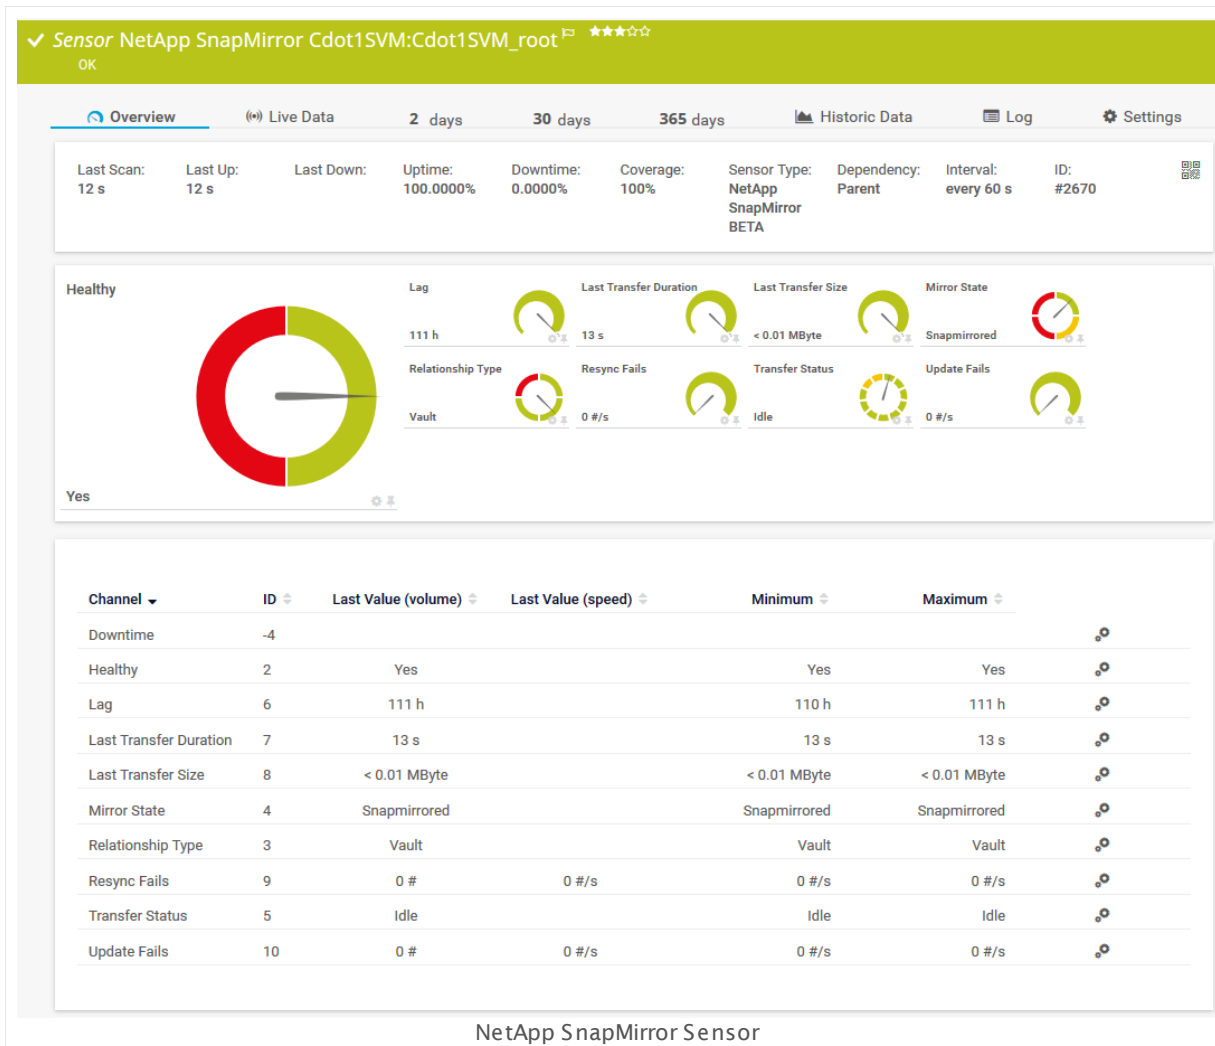 Sensor NetApp SnapMirror Cdot1SVM:Cdot1SVM_root
OK
Overview Live Data 2 days 30 days 365 days Historic Data Log Settings
Last Scan: Last Up: Last Down: Uptime: Downtime: Coverage: Sensor Type: Dependency: Interval: ID:
12 s 12 s 100.0000% 0.0000% 100% NetApp Parent every 60 s #2670
SnapMirror
BETA
Healthy
Yes
Lag Last Transfer Duration Last Transfer Size Mirror State
111 h 13 s < 0.01 MByte Snapmirrored
Relationship Type Resync Fails Transfer Status Update Fails
Vault 0 #/s Idle 0 #/s
Channel ID Last Value (volume) Last Value (speed) Minimum Maximum
Downtime -4
Healthy 2 Yes Yes Yes
Lag 6 111 h 110 h 111 h
Last Transfer Duration 7 13 s 13 s 13 s
Last Transfer Size 8 < 0.01 MByte < 0.01 MByte < 0.01 MByte
Mirror State 4 Snapmirrored Snapmirrored Snapmirrored
Relationship Type 3 Vault Vault Vault
Resync Fails 9 0 # 0 #/s 0 #/s 0 #/s
Transfer Status 5 Idle Idle Idle
Update Fails 10 0 # 0 #/s 0 #/s 0 #/s
NetApp SnapMirror Sensor